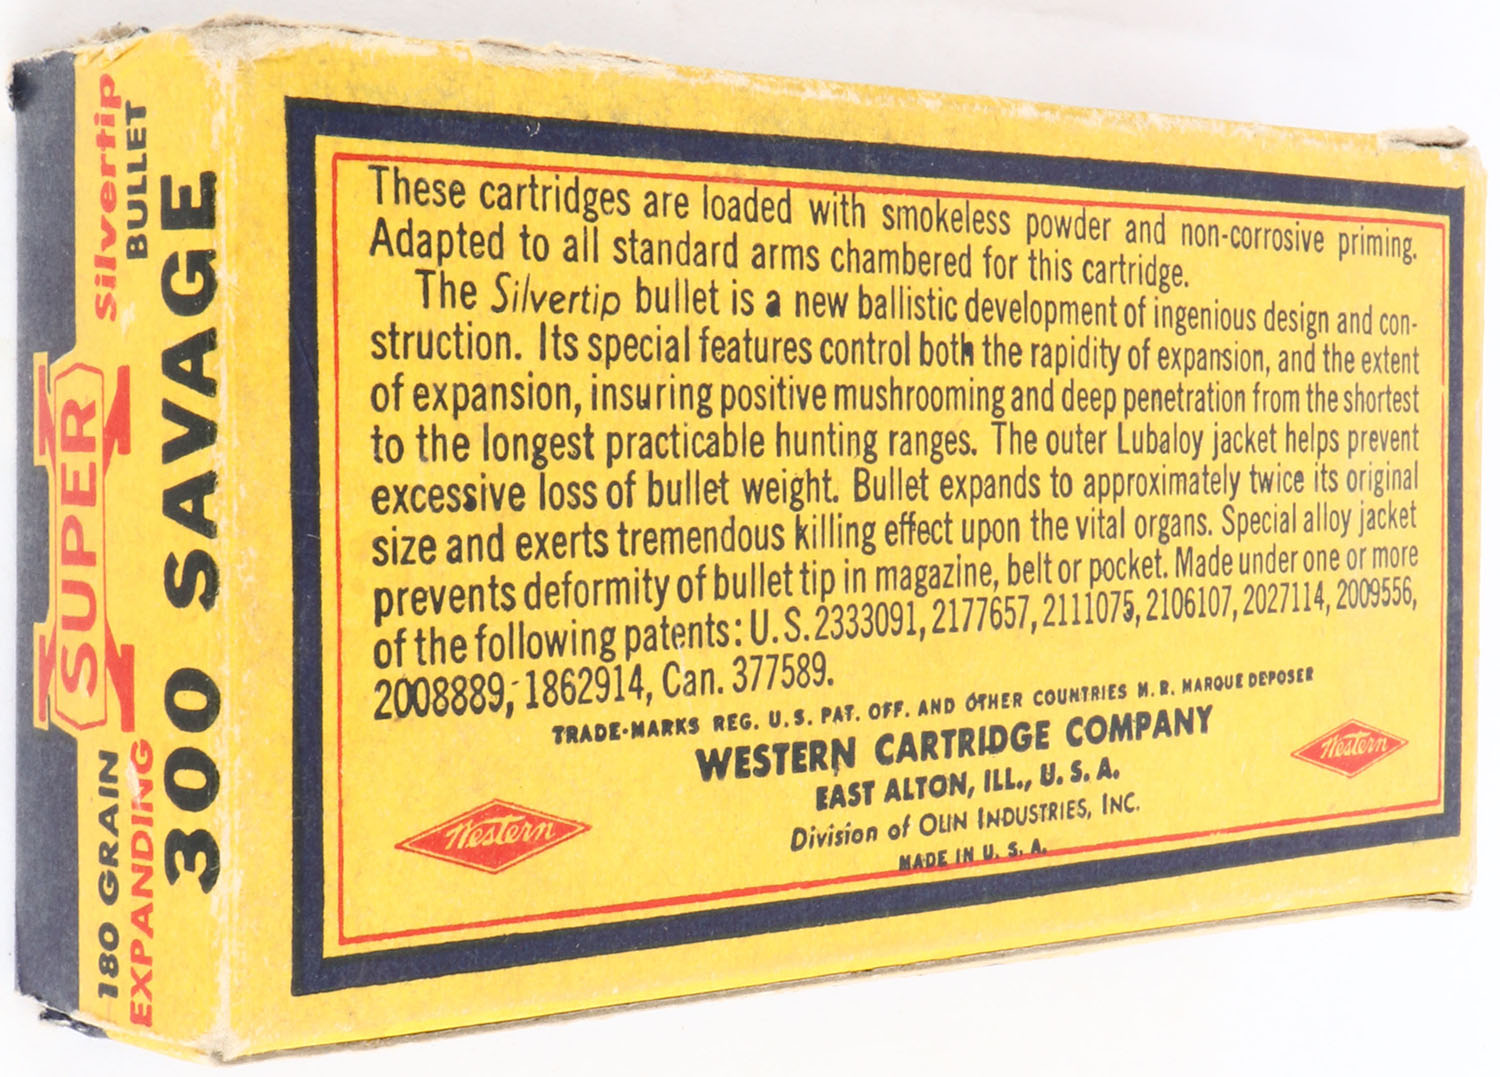 Silvertip
BULLET
SUPER X
180 GRAIN
EXPANDING
300 SAVAGE
These cartridges are loaded with smokeless powder and non-corrosive priming.
Adapted to all standard arms chambered for this cartridge.
The Silvertip bullet is a new ballistic development of ingenious design and con-
struction. Its special features control both the rapidity of expansion, and the extent
of expansion, insuring positive mushrooming and deep penetration from the shortest
to the longest practicable hunting ranges. The outer Lubaloy jacket helps prevent
excessive loss of bullet weight. Bullet expands to approximately twice its original
size and exerts tremendous killing effect upon the vital organs. Special alloy jacket
prevents deformity of bullet tip in magazine, belt or pocket. Made under one or more
of the following patents: U.S. 2333091, 2177657, 2111075, 2106107, 2027114, 2009556,
2008889, 1862914, Can. 377589.
TRADE-MARKS REG. U.S. PAT. OFF. AND OTHER COUNTRIES M.R. MARQUE DEPOSER
WESTERN CARTRIDGE COMPANY
EAST ALTON, ILL., U.S.A.
Division of OLIN INDUSTRIES, INC.
MADE IN U.S.A.
Western
Western